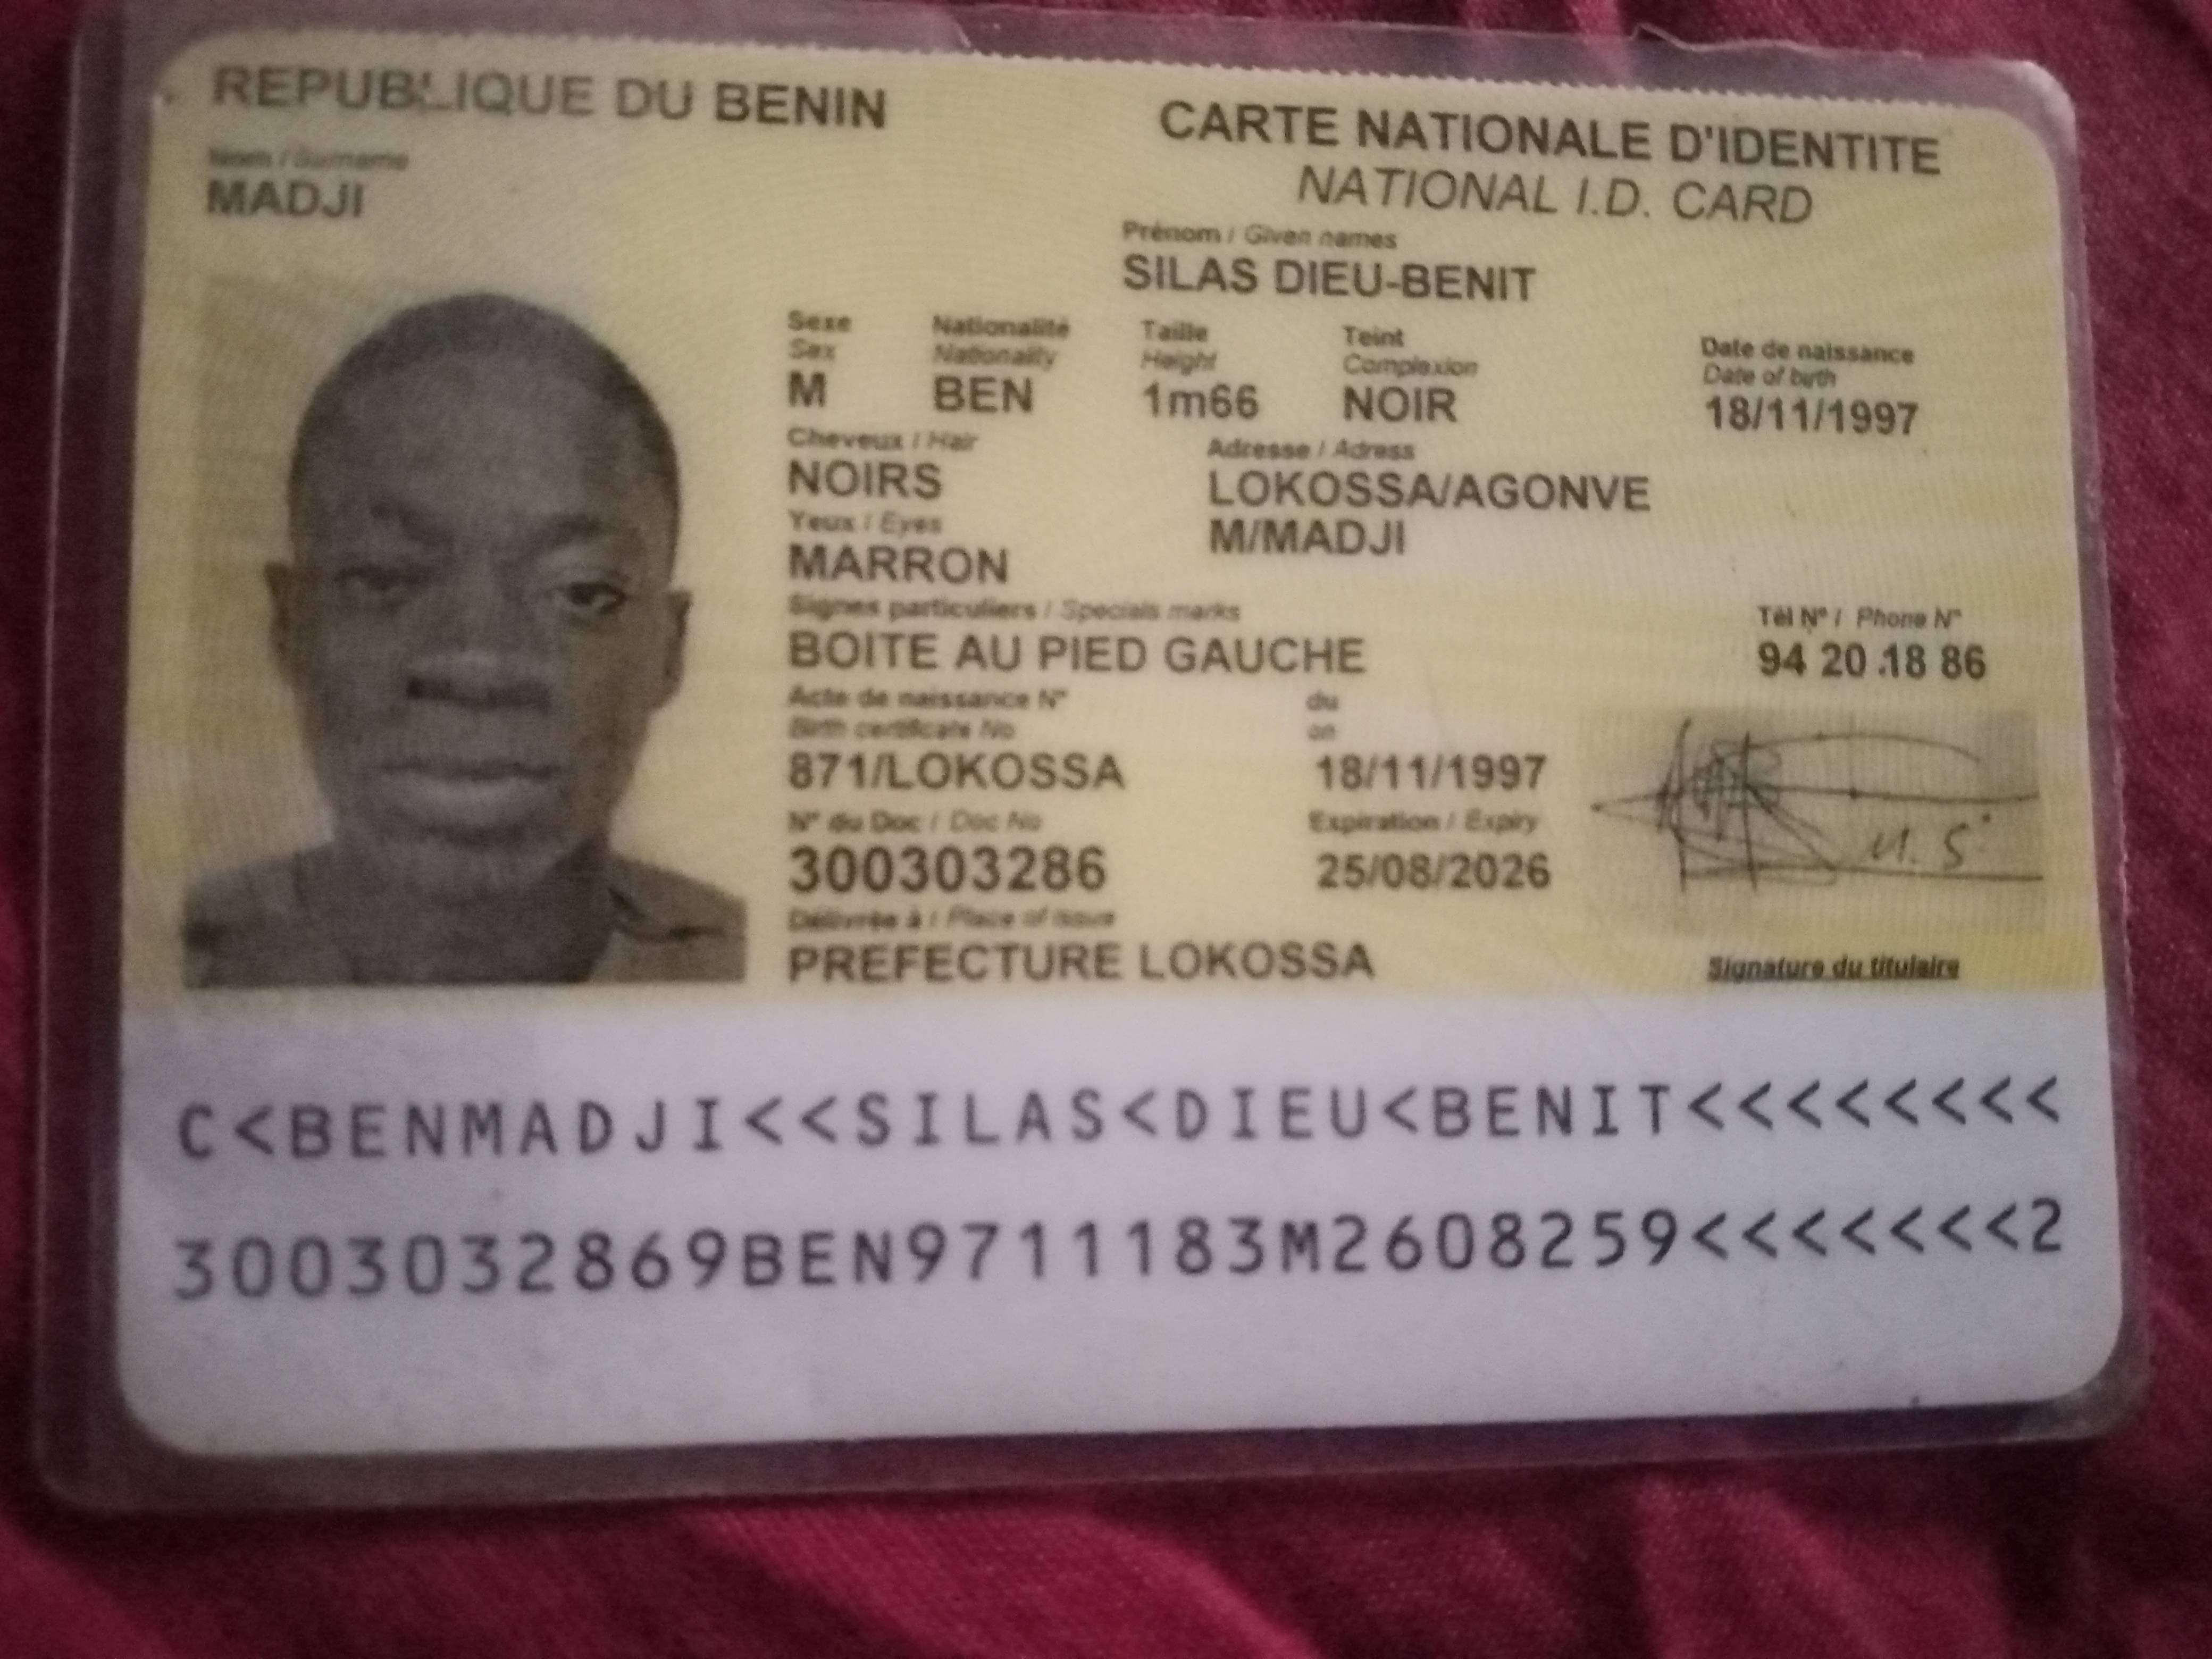 REPUBLIQUE DU BENIN
CARTE NATIONALE D'IDENTITE
NATIONAL I.D. CARD
Nom / Surname
MADJI
Prénom / Given names
SILAS DIEU-BENIT
Sexe Nationalité Taille Teint Date de naissance
Sex Nationality Height Complexion Date of birth
M BEN 1m66 NOIR 18/11/1997
Cheveux / Hair Adresse / Adress
NOIRS LOKOSSA/AGONVE
Yeux / Eyes M/MADJI
MARRON
Signes particuliers / Specials marks Tél N° / Phone N°
BOITE AU PIED GAUCHE 94 20 18 86
Acte de naissance N° du
Birth certificate No on
871/LOKOSSA 18/11/1997
N° du Doc / Doc No Expiration / Expiry
300303286 25/08/2026
Délivrée à / Place of issue
PREFECTURE LOKOSSA Signature du titulaire
C<BENMADJI<<SILAS<DIEU<BENIT<<<<<<<<
3003032869BEN9711183M2608259<<<<<<<2